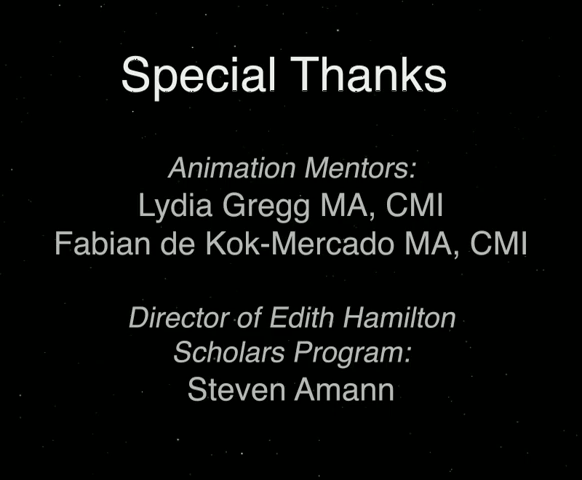 Special Thanks
Animation Mentors:
Lydia Gregg MA, CMI
Fabian de Kok-Mercado MA, CMI
Director of Edith Hamilton
Scholars Program:
Steven Amann